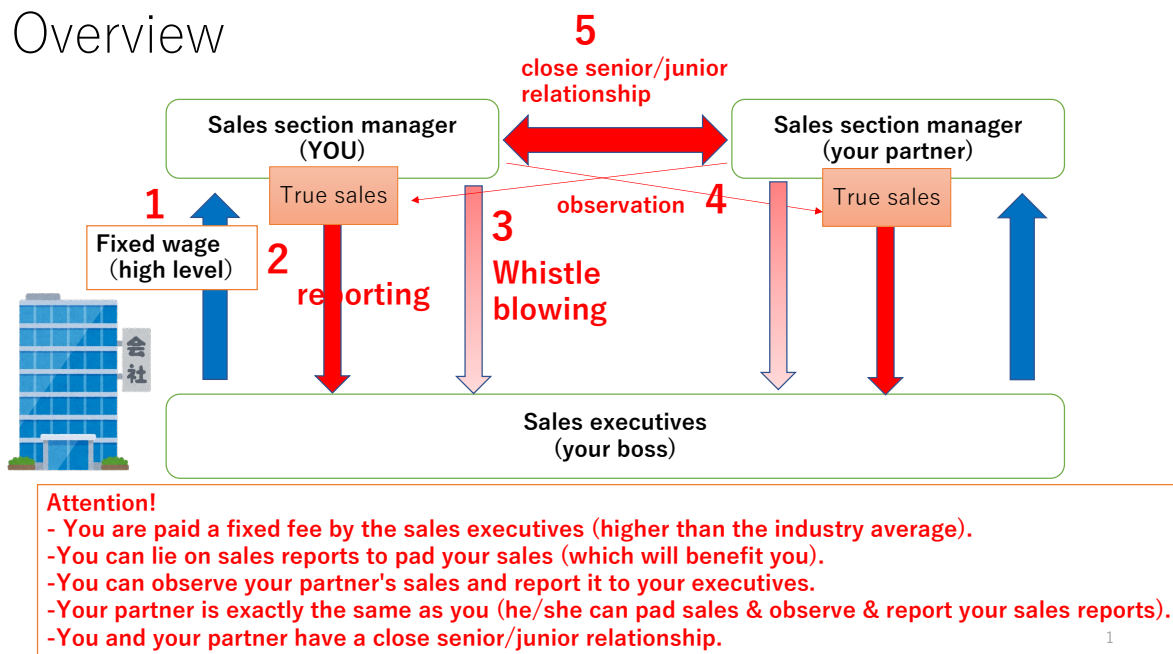 Overview
5
close senior/junior
relationship
Sales section manager
(YOU)
Sales section manager
(your partner)
True sales
True sales
1
observation
4
Fixed wage
（high level）
2
3
reporting
Whistle
blowing
会
社
Sales executives
(your boss)
Attention!
- You are paid a fixed fee by the sales executives (higher than the industry average).
-You can lie on sales reports to pad your sales (which will benefit you).
-You can observe your partner's sales and report it to your executives.
-Your partner is exactly the same as you (he/she can pad sales & observe & report your sales reports).
-You and your partner have a close senior/junior relationship.
1